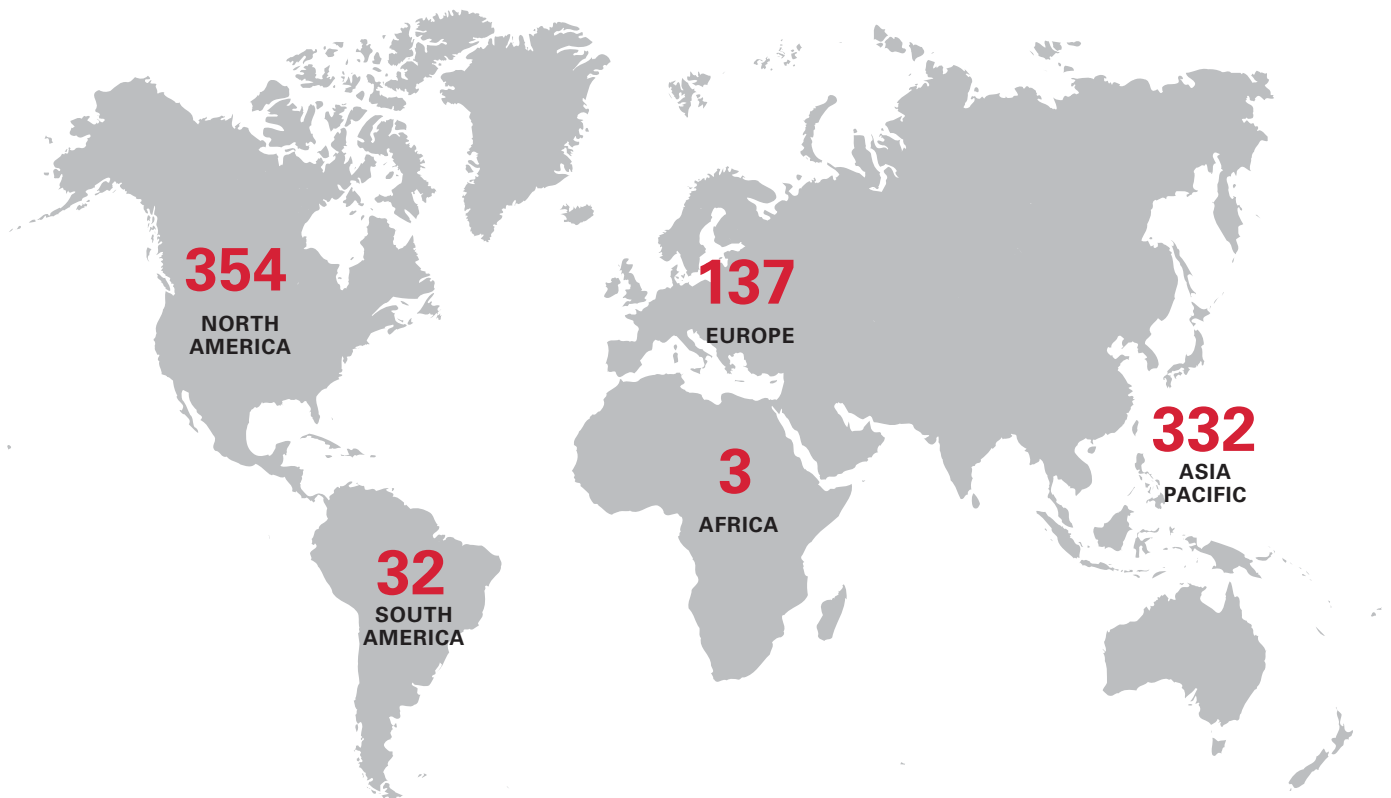 354
NORTH
AMERICA
137
EUROPE
332
ASIA
PACIFIC
3
AFRICA
32
SOUTH
AMERICA